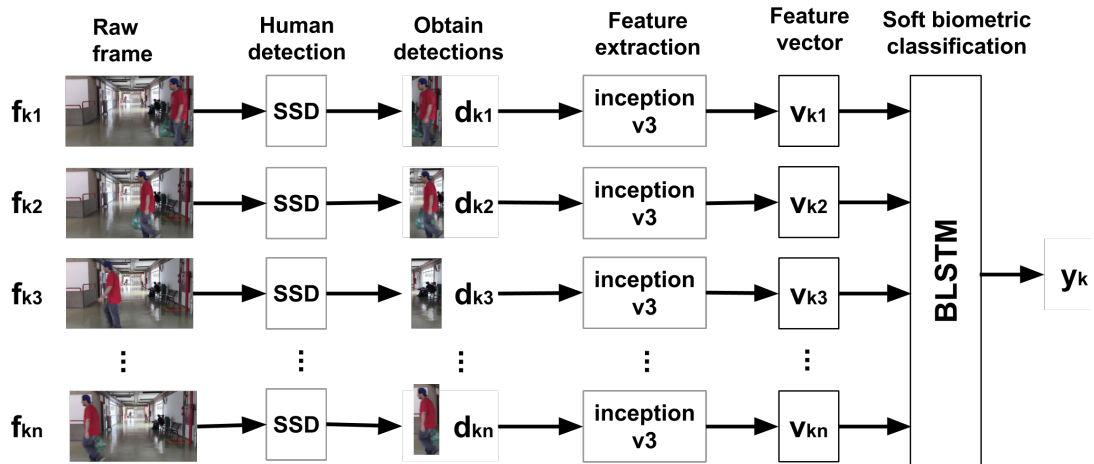 Raw frame
Human detection
Obtain detections
Feature extraction
Feature vector
Soft biometric classification
fk1
SSD
dk1
inception v3
vk1
fk2
SSD
dk2
inception v3
vk2
fk3
SSD
dk3
inception v3
vk3
BLSTM
yk
⋮
⋮
⋮
⋮
⋮
fkn
SSD
dkn
inception v3
vkn